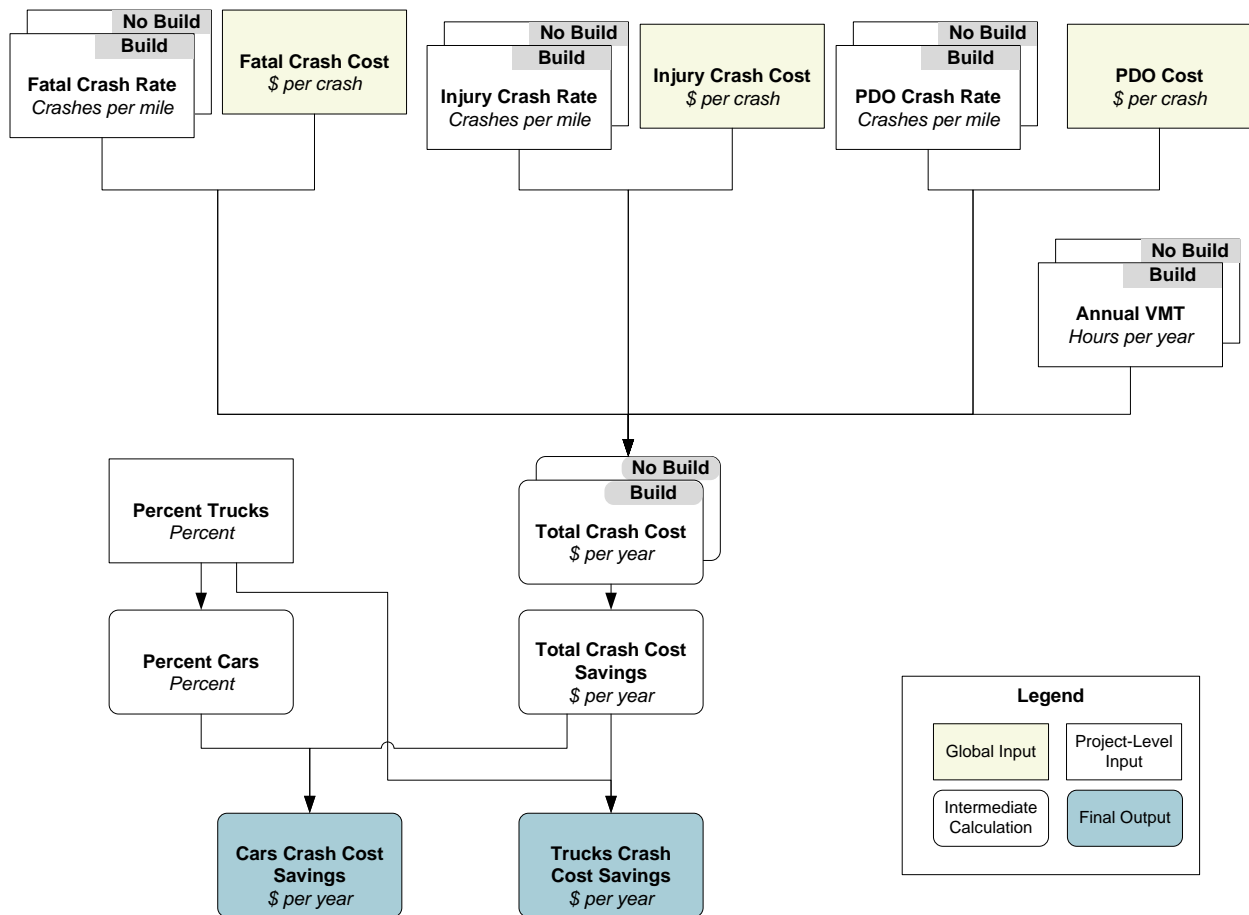 No Build
Build
Fatal Crash Rate
Crashes per mile
Fatal Crash Cost
$ per crash
No Build
Build
Injury Crash Rate
Crashes per mile
Injury Crash Cost
$ per crash
No Build
Build
PDO Crash Rate
Crashes per mile
PDO Cost
$ per crash
No Build
Build
Annual VMT
Hours per year
Percent Trucks
Percent
No Build
Build
Total Crash Cost
$ per year
Percent Cars
Percent
Total Crash Cost
Savings
$ per year
Cars Crash Cost
Savings
$ per year
Trucks Crash
Cost Savings
$ per year
Legend
Global Input
Project-Level
Input
Intermediate
Calculation
Final Output